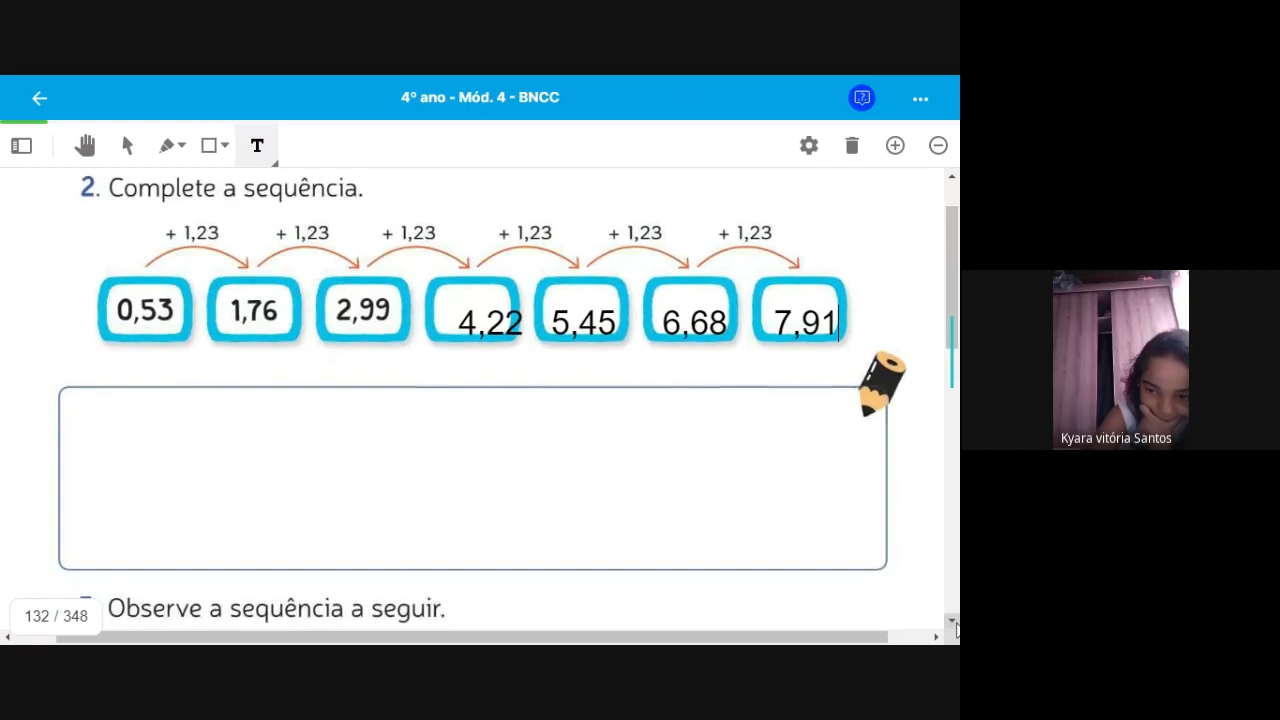 4º ano - Mód. 4 - BNCC
T
2. Complete a sequência.
+ 1,23 + 1,23 + 1,23 + 1,23 + 1,23 + 1,23
0,53 1,76 2,99 4,22 5,45 6,68 7,91
Kyara vitória Santos
Observe a sequência a seguir.
132 / 348